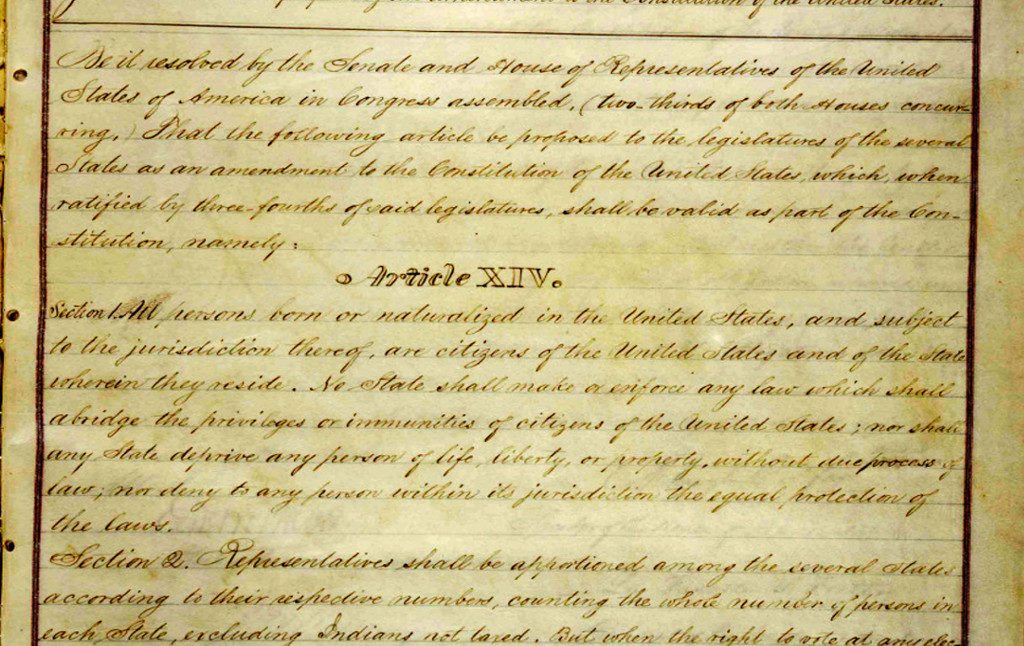 amendment to the Constitution of the United States.
Be it resolved by the Senate and House of Representatives of the United
States of America in Congress assembled, (two-thirds of both Houses concur-
ring,) That the following article be proposed to the legislatures of the several
States as an amendment to the Constitution of the United States, which, when
ratified by three-fourths of said legislatures, shall be valid as part of the Con-
stitution, namely:
Article XIV.
Section 1. All persons born or naturalized in the United States, and subject
to the jurisdiction thereof, are citizens of the United States and of the State
wherein they reside. No State shall make or enforce any law which shall
abridge the privileges or immunities of citizens of the United States; nor shall
any State deprive any person of life, liberty, or property, without due process of
law; nor deny to any person within its jurisdiction the equal protection of
the laws.
Section 2. Representatives shall be apportioned among the several States
according to their respective numbers, counting the whole number of persons in
each State, excluding Indians not taxed. But when the right to vote at any elec-